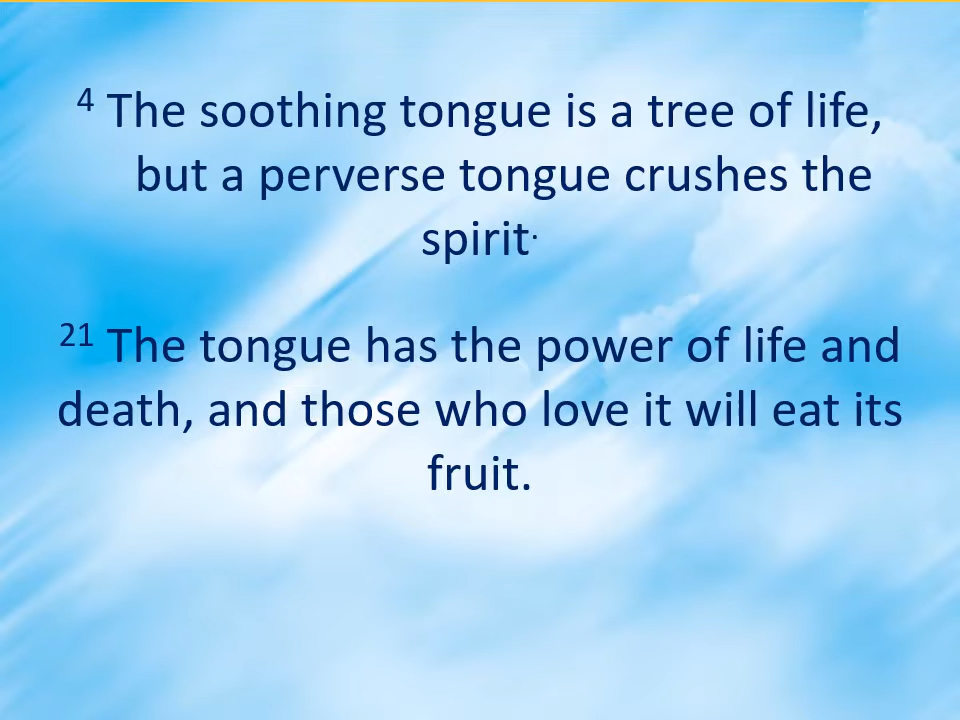 4 The soothing tongue is a tree of life,
but a perverse tongue crushes the
spirit.
21 The tongue has the power of life and
death, and those who love it will eat its
fruit.